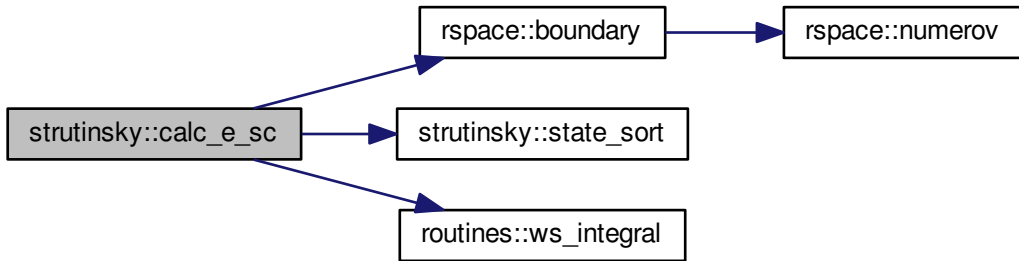 rspace::boundary
rspace::numerov
strutinsky::calc_e_sc
strutinsky::state_sort
routines::ws_integral